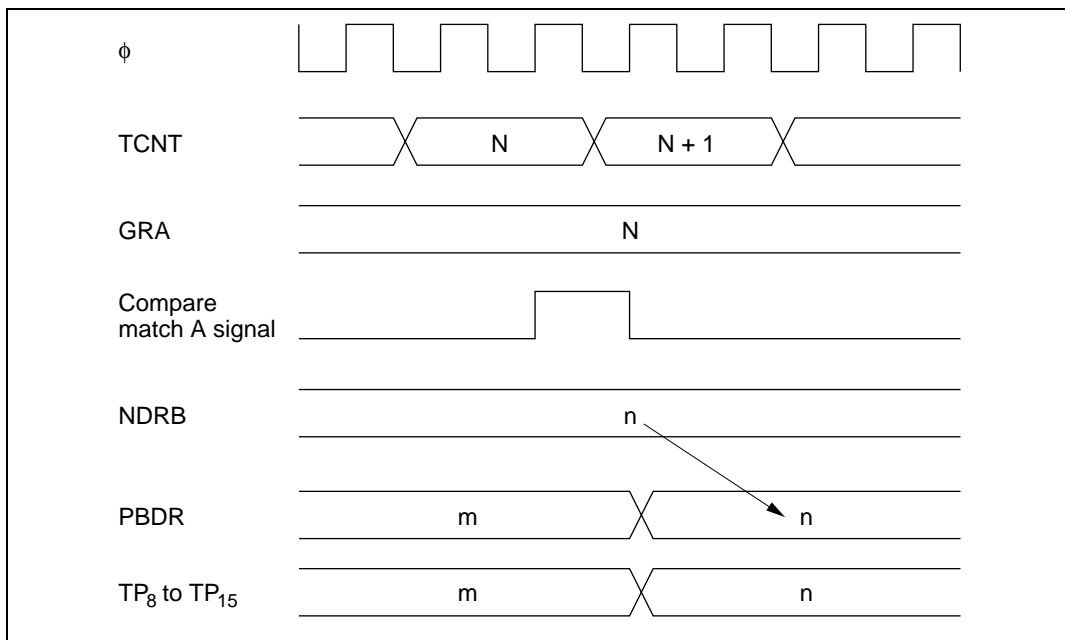 ϕ
TCNT
N
N + 1
GRA
N
Compare
match A signal
NDRB
n
PBDR
m
n
TP₈ to TP₁₅
m
n